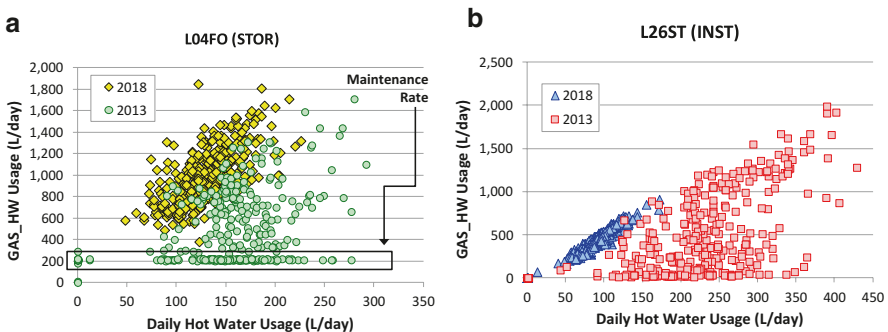 a
L04FO (STOR)
2,000
1,800
1,600
1,400
1,200
1,000
800
600
400
200
0
GAS_HW Usage (L/day)
2018
2013
Maintenance
Rate
0 50 100 150 200 250 300 350
Daily Hot Water Usage (L/day)
b
L26ST (INST)
2,500
2,000
1,500
1,000
500
0
GAS_HW Usage (L/day)
2018
2013
0 50 100 150 200 250 300 350 400 450
Daily Hot Water Usage (L/day)